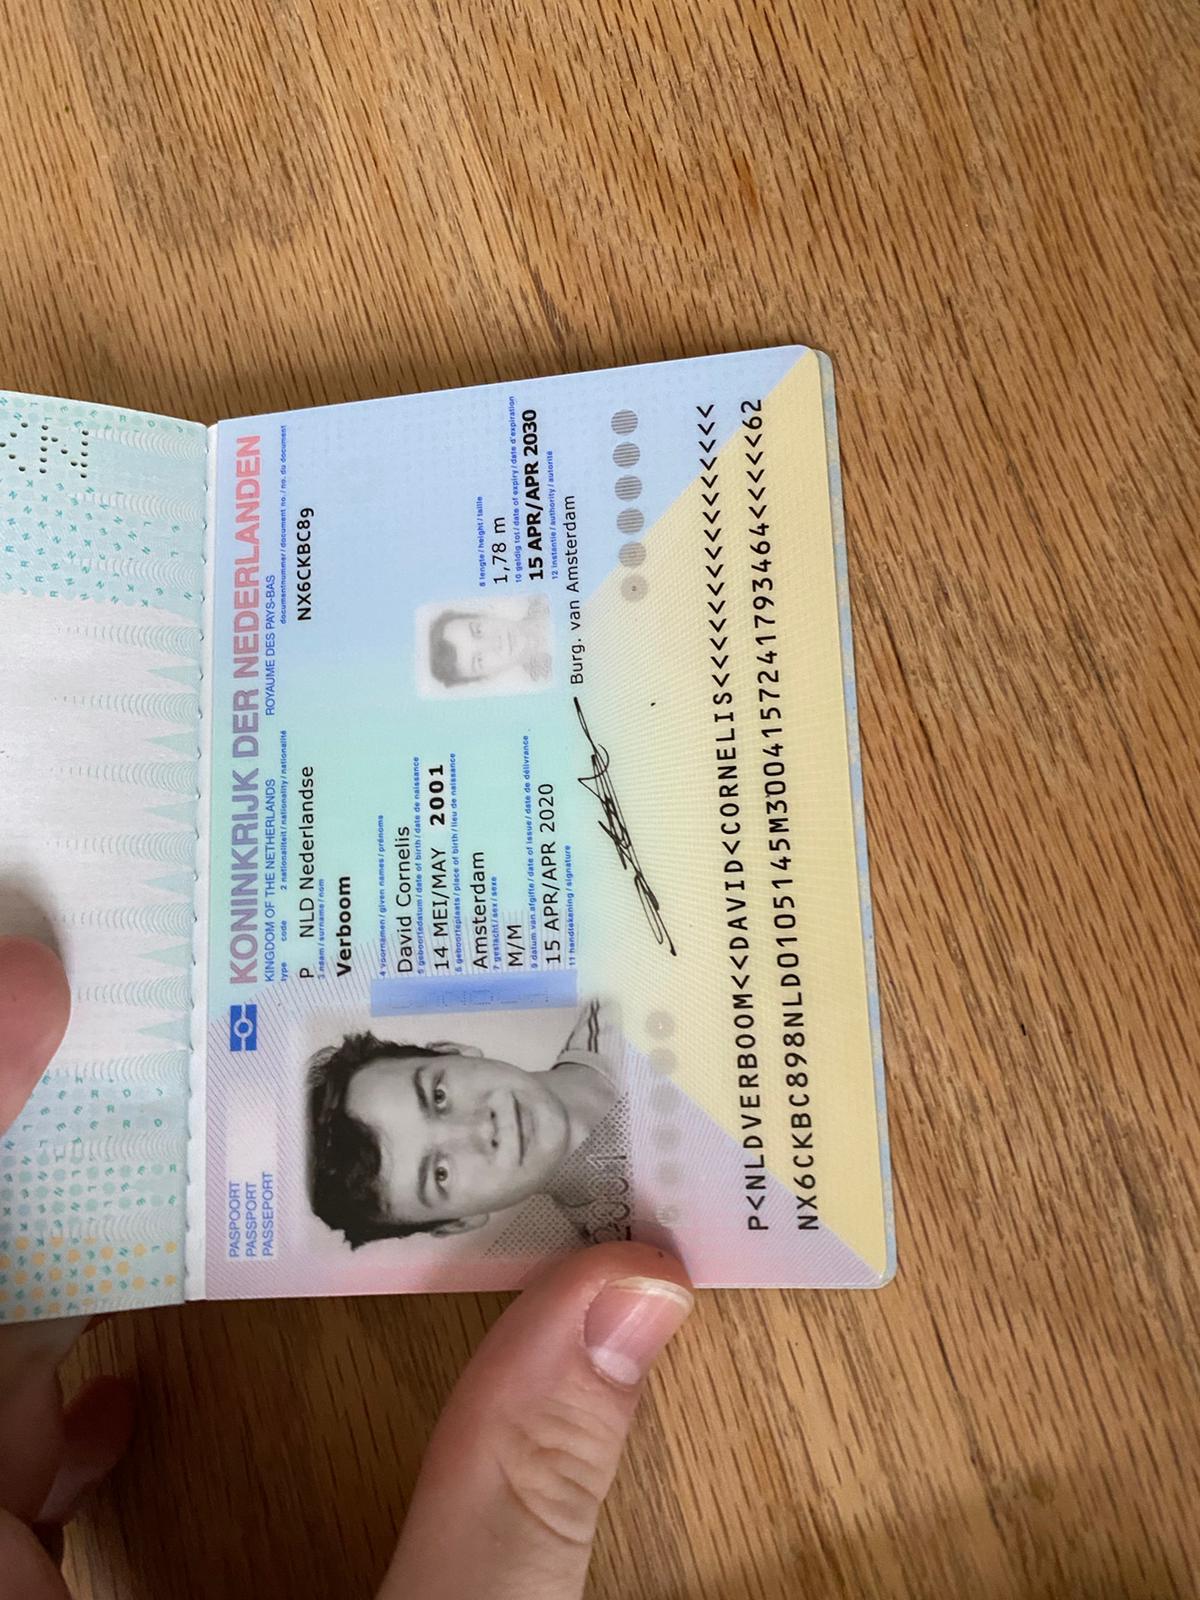 KONINKRIJK DER NEDERLANDEN
PASPOORT
PASSPORT
PASSEPORT
KINGDOM OF THE NETHERLANDS
ROYAUME DES PAYS-BAS
type
code
2 nationaliteit / nationality / nationalité
documentnummer / document no. / no. du document
P
NLD Nederlandse
NX6CKBC89
3 naam / surname / nom
Verboom
4 voornamen / given names / prénoms
David Cornelis
5 geboortedatum / date of birth / date de naissance
14 MEI/MAY 2001
6 geboorteplaats / place of birth / lieu de naissance
Amsterdam
7 geslacht / sex / sexe
8 lengte / height / taille
M/M
1,78 m
9 datum van afgifte / date of issue / date de délivrance
10 geldig tot / date of expiry / date d'expiration
15 APR/APR 2020
15 APR/APR 2030
11 handtekening / signature
12 instantie / authority / autorité
Burg. van Amsterdam
P<NLDVERBOOM<<DAVID<CORNELIS<<<<<<<<<<<<<<<<
NX6CKBC898NLD0105145M3004157241793464<<<<<62